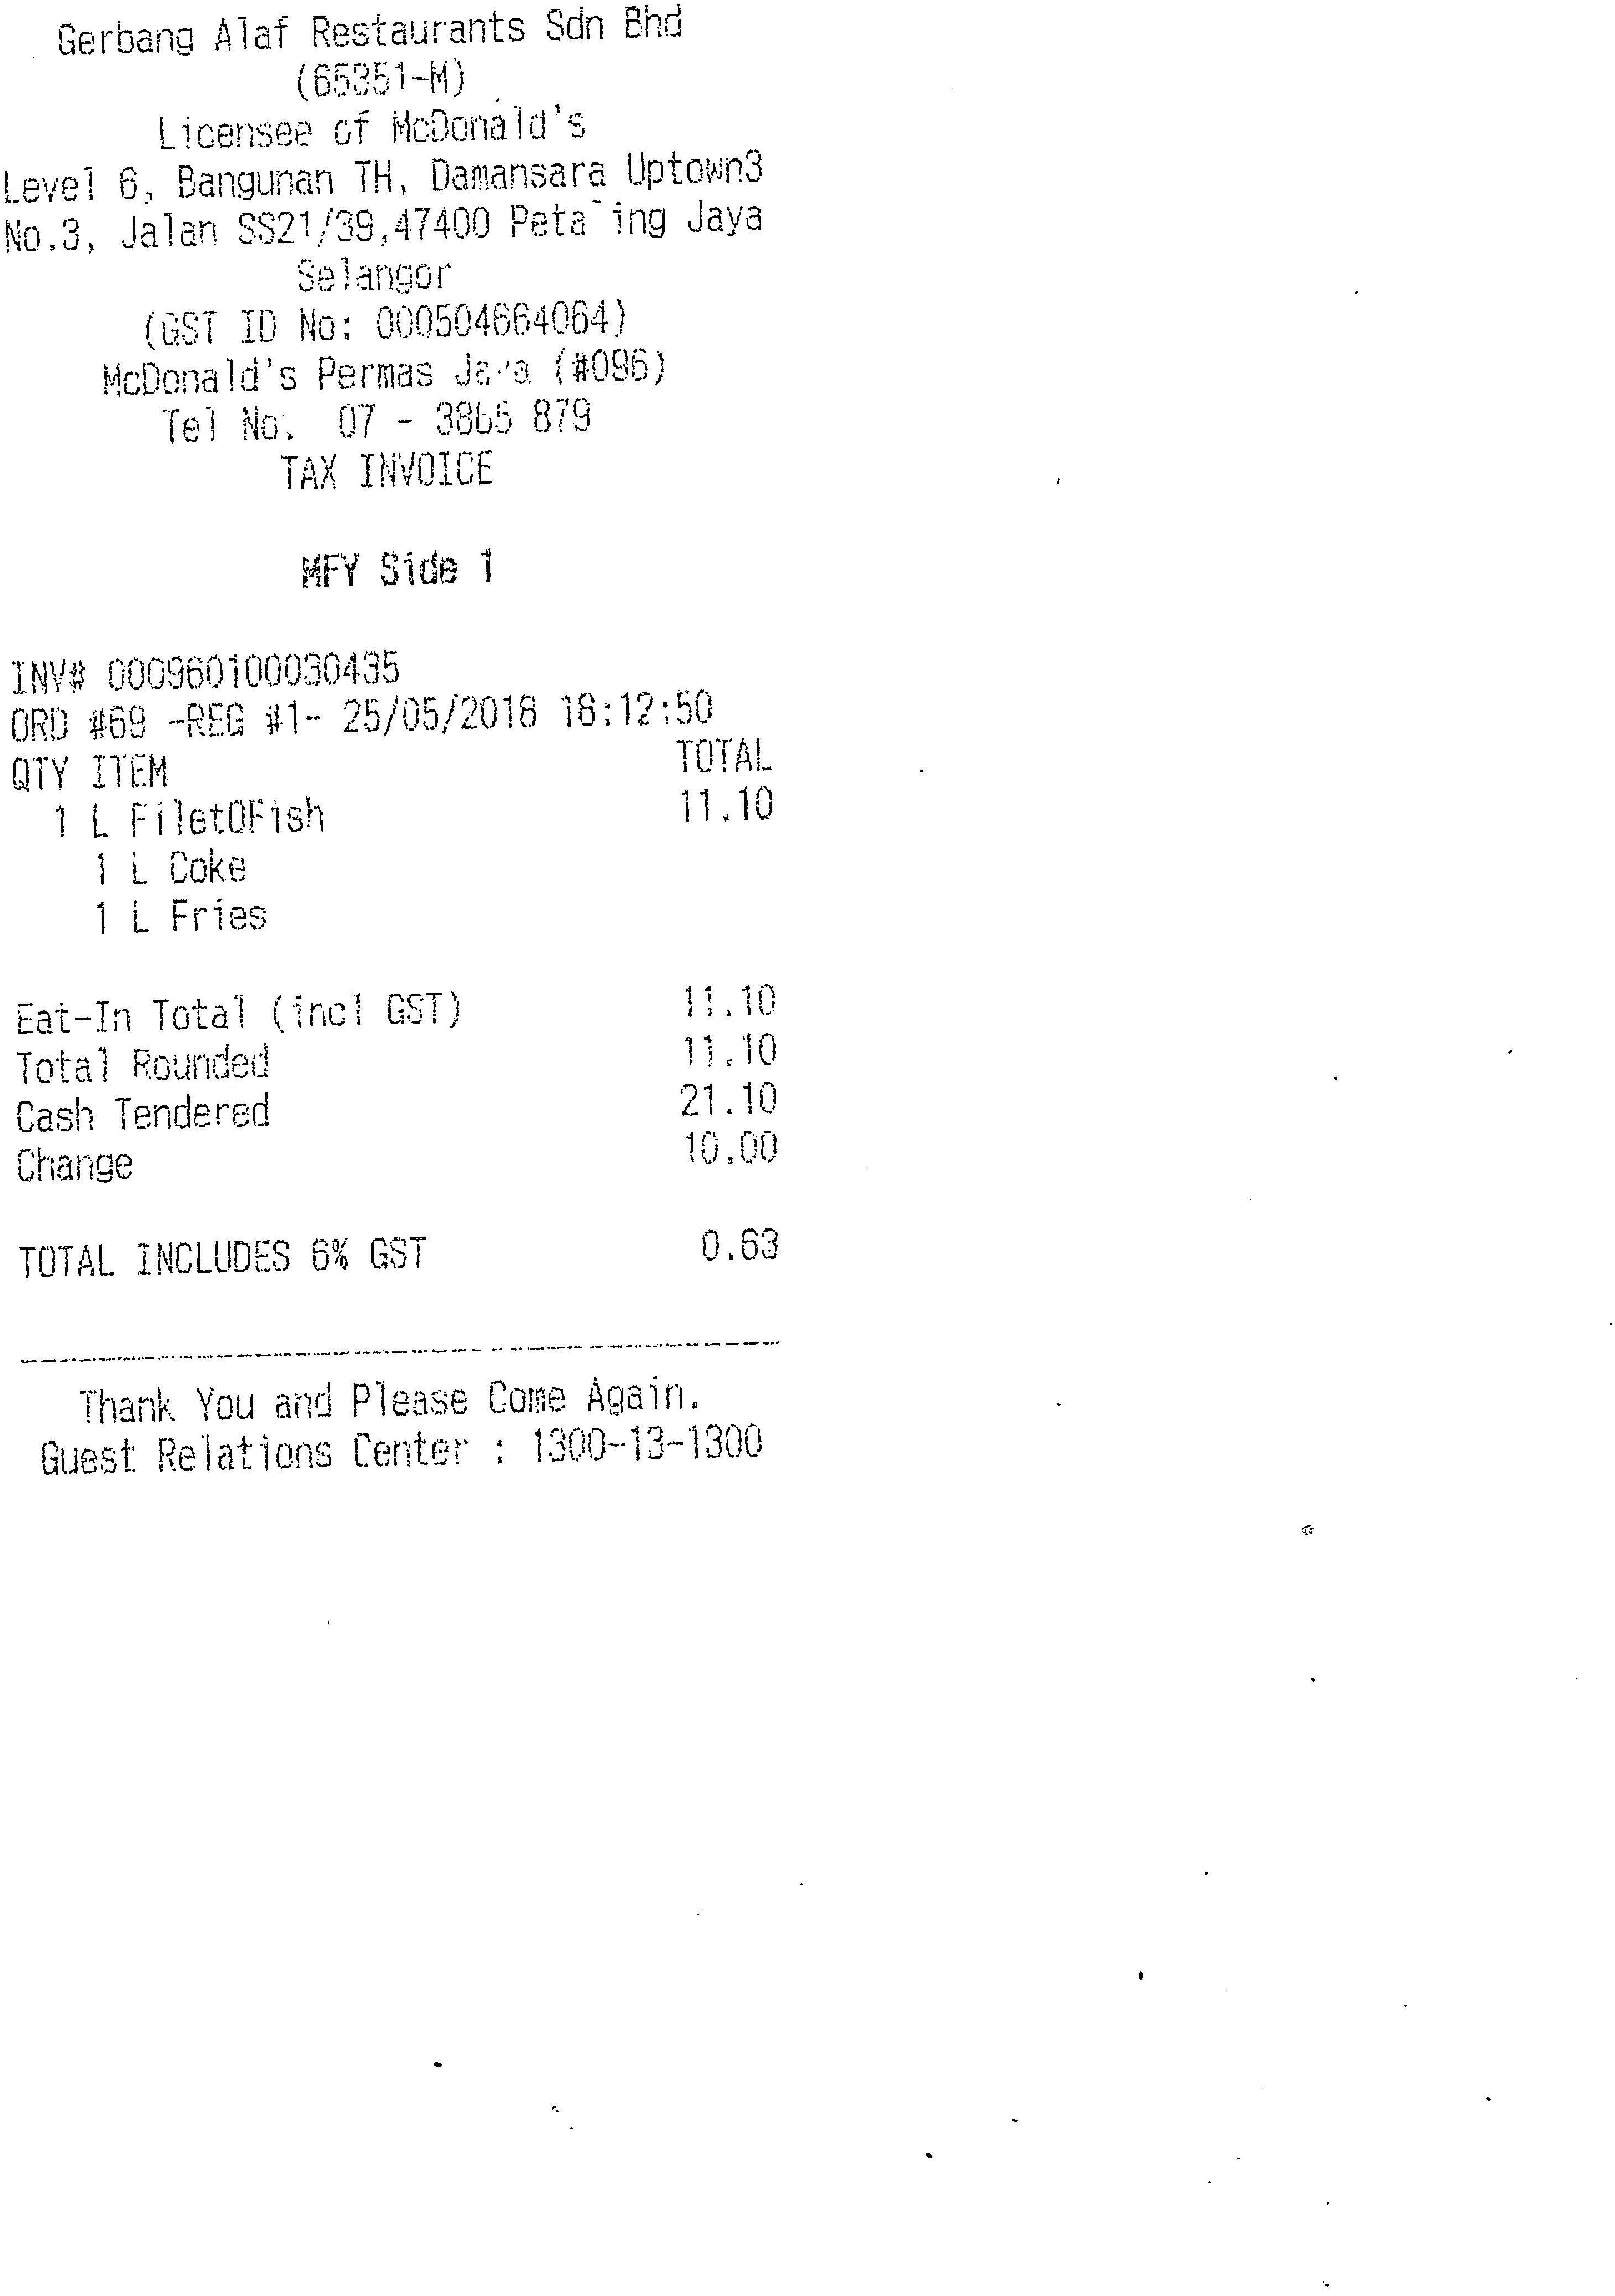 Gerbang Alaf Restaurants Sdn Bhd
(65351-M)
Licensee of McDonald's
Level 6, Bangunan TH, Damansara Uptown3
No.3, Jalan SS21/39,47400 Petaling Jaya
Selangor
(GST ID No: 000504664064)
McDonald's Permas Jaya (#096)
Tel No. 07 - 3865 879
TAX INVOICE
MFY Side 1
INV# 000960100030435
ORD #69 -REG #1- 25/05/2018 18:12:50
QTY ITEM TOTAL
1 L FiletOFish 11.10
1 L Coke
1 L Fries
Eat-In Total (incl GST) 11.10
Total Rounded 11.10
Cash Tendered 21.10
Change 10.00
TOTAL INCLUDES 6% GST 0.63
Thank You and Please Come Again.
Guest Relations Center : 1300-13-1300